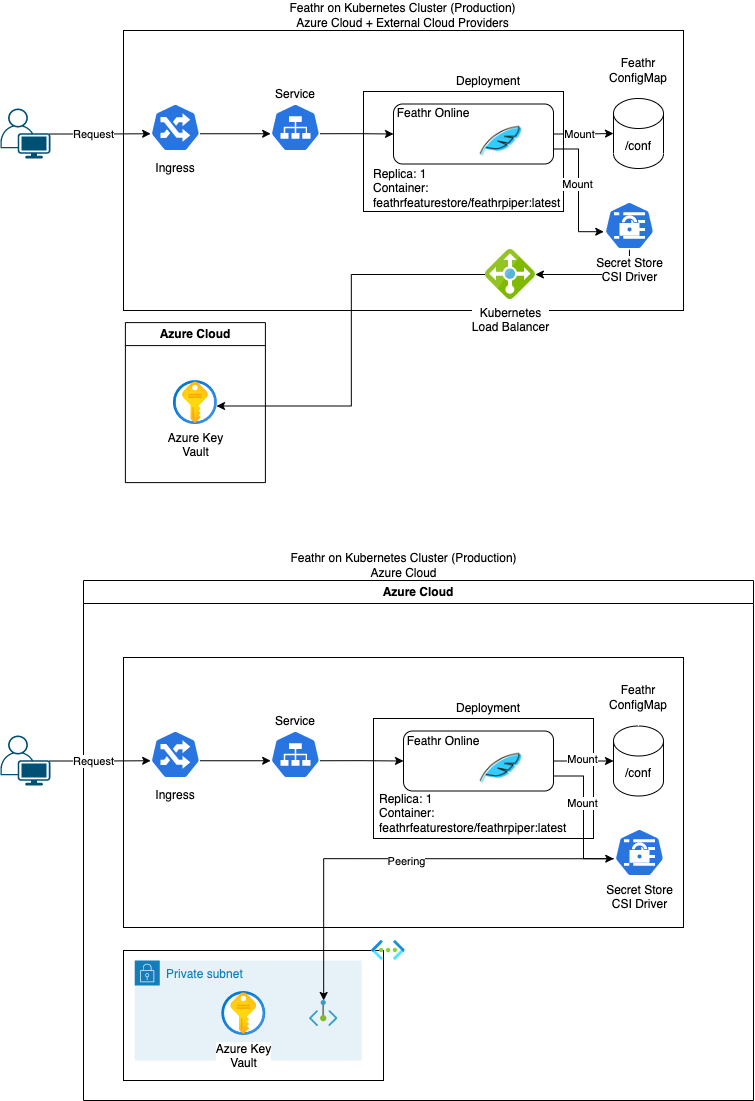 Feathr on Kubernetes Cluster (Production)
Azure Cloud + External Cloud Providers
Feathr
ConfigMap
Deployment
Service
Feathr Online
Request
Mount
/conf
Ingress
Replica: 1
Container:
feathrfeaturestore/feathrpiper:latest
Mount
Secret Store
CSI Driver
Kubernetes
Load Balancer
Azure Cloud
Azure Key
Vault
Feathr on Kubernetes Cluster (Production)
Azure Cloud
Azure Cloud
Feathr
ConfigMap
Deployment
Service
Feathr Online
Request
Mount
/conf
Ingress
Replica: 1
Container:
feathrfeaturestore/feathrpiper:latest
Mount
Peering
Secret Store
CSI Driver
Private subnet
Azure Key
Vault